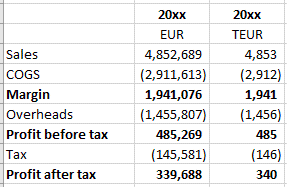 20xx 20xx
EUR TEUR
Sales 4,852,689 4,853
COGS (2,911,613) (2,912)
Margin 1,941,076 1,941
Overheads (1,455,807) (1,456)
Profit before tax 485,269 485
Tax (145,581) (146)
Profit after tax 339,688 340